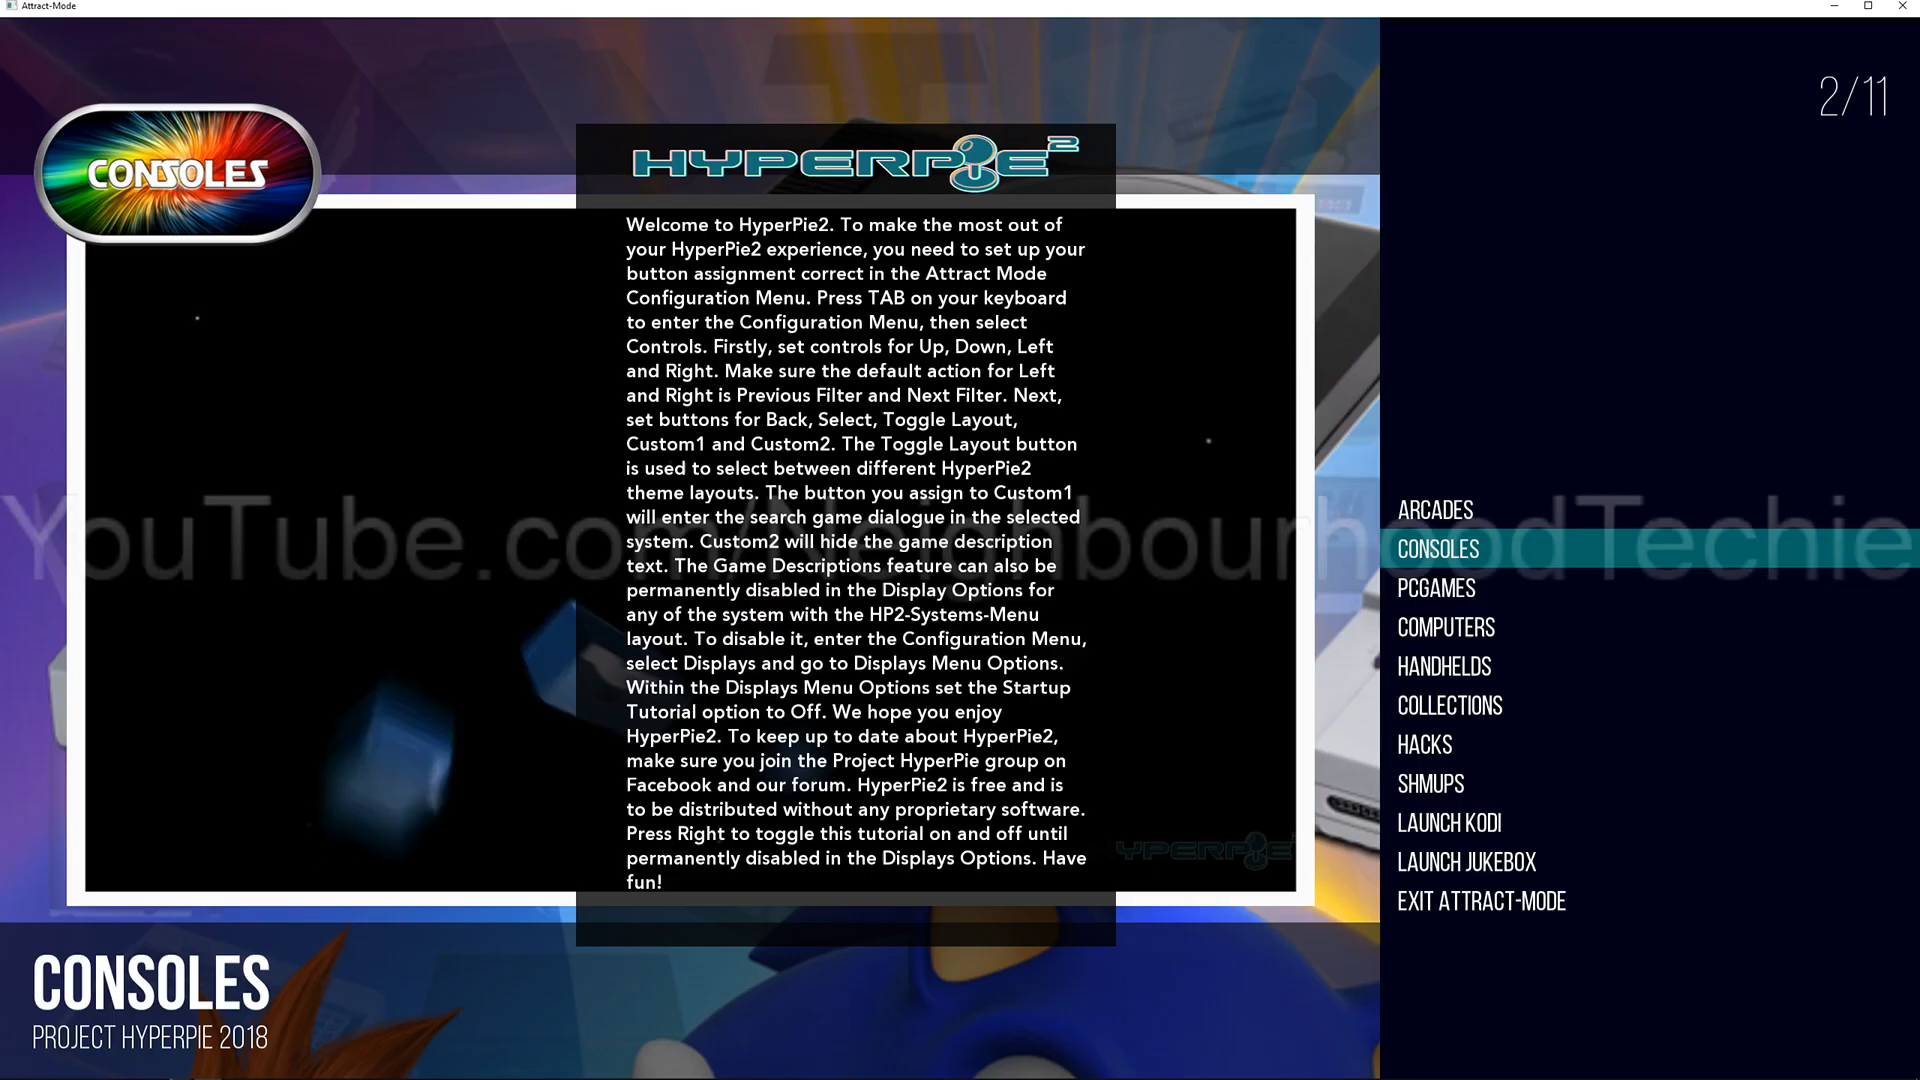 Attract-Mode
2/11
CONSOLES
HYPERPIE2
Welcome to HyperPie2. To make the most out of
your HyperPie2 experience, you need to set up your
button assignment correct in the Attract Mode
Configuration Menu. Press TAB on your keyboard
to enter the Configuration Menu, then select
Controls. Firstly, set controls for Up, Down, Left
and Right. Make sure the default action for Left
and Right is Previous Filter and Next Filter. Next,
set buttons for Back, Select, Toggle Layout,
Custom1 and Custom2. The Toggle Layout button
is used to select between different HyperPie2
theme layouts. The button you assign to Custom1
will enter the search game dialogue in the selected
system. Custom2 will hide the game description
text. The Game Descriptions feature can also be
permanently disabled in the Display Options for
any of the system with the HP2-Systems-Menu
layout. To disable it, enter the Configuration Menu,
select Displays and go to Displays Menu Options.
Within the Displays Menu Options set the Startup
Tutorial option to Off. We hope you enjoy
HyperPie2. To keep up to date about HyperPie2,
make sure you join the Project HyperPie group on
Facebook and our forum. HyperPie2 is free and is
to be distributed without any proprietary software.
Press Right to toggle this tutorial on and off until
permanently disabled in the Displays Options. Have
fun!
YouTube.com/NeighbourhoodTechie
HYPERPIE
ARCADES
CONSOLES
PCGAMES
COMPUTERS
HANDHELDS
COLLECTIONS
HACKS
SHMUPS
LAUNCH KODI
LAUNCH JUKEBOX
EXIT ATTRACT-MODE
CONSOLES
PROJECT HYPERPIE 2018